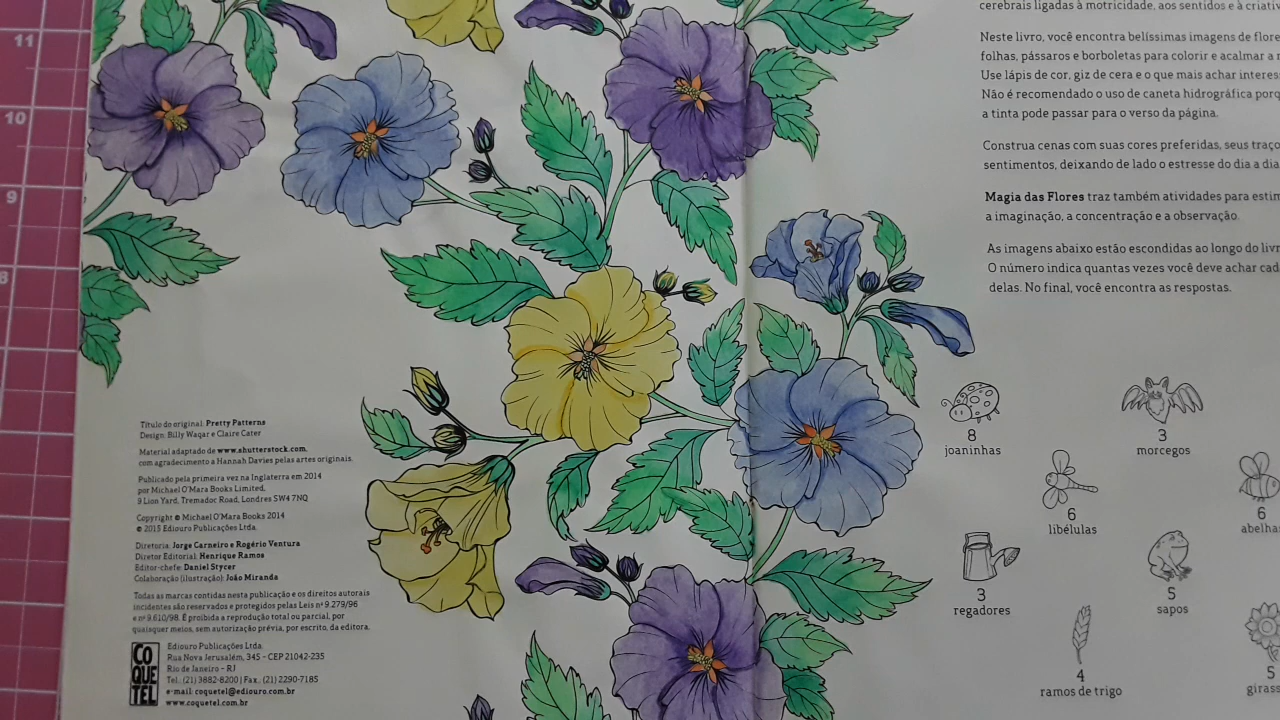 11
10
9
8
Título do original: Pretty Patterns
Design: Billy Waqar e Claire Cater
Material adaptado de www.shutterstock.com,
com agradecimento a Hannah Davies pelas artes originais.
Publicado pela primeira vez na Inglaterra em 2014
por Michael O'Mara Books Limited,
9 Lion Yard, Tremadoc Road, Londres SW4 7NQ
Copyright © Michael O'Mara Books 2014
© 2015 Ediouro Publicações Ltda.
Diretoria: Jorge Carneiro e Rogério Ventura
Diretor Editorial: Henrique Ramos
Editor-chefe: Daniel Stycer
Colaboração (ilustração): João Miranda
Todas as marcas contidas nesta publicação e os direitos autorais
incidentes são reservados e protegidos pelas Leis nº 9.279/96
e nº 9.610/98. É proibida a reprodução total ou parcial, por
quaisquer meios, sem autorização prévia, por escrito, da editora.
COQUETEL
Ediouro Publicações Ltda.
Rua Nova Jerusalém, 345 – CEP 21042-235
Rio de Janeiro – RJ
Tel.: (21) 3882-8200 | Fax.: (21) 2290-7185
e-mail: coquetel@ediouro.com.br
www.coquetel.com.br
cerebrais ligadas à motricidade, aos sentidos e à criativ
Neste livro, você encontra belíssimas imagens de flore
folhas, pássaros e borboletas para colorir e acalmar a
Use lápis de cor, giz de cera e o que mais achar interes
Não é recomendado o uso de caneta hidrográfica porq
a tinta pode passar para o verso da página.
Construa cenas com suas cores preferidas, seus traço
sentimentos, deixando de lado o estresse do dia a dia
Magia das Flores traz também atividades para estim
a imaginação, a concentração e a observação.
As imagens abaixo estão escondidas ao longo do livr
O número indica quantas vezes você deve achar cad
delas. No final, você encontra as respostas.
8
joaninhas
3
morcegos
6
libélulas
6
abelha
3
regadores
5
sapos
4
ramos de trigo
5
girass